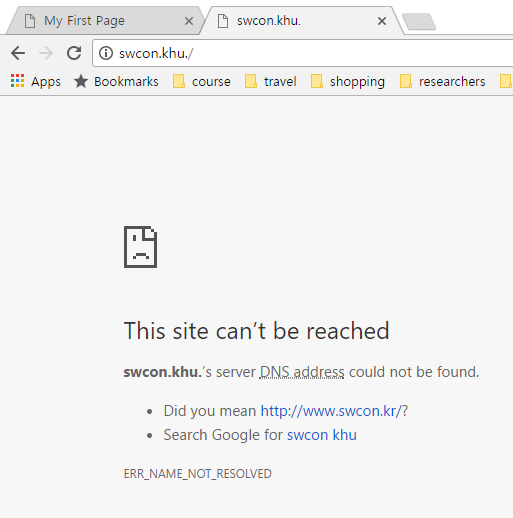 My First Page
swcon.khu.
swcon.khu./
Apps Bookmarks course travel shopping researchers
This site can’t be reached
swcon.khu.’s server DNS address could not be found.
• Did you mean http://www.swcon.kr/?
• Search Google for swcon khu
ERR_NAME_NOT_RESOLVED